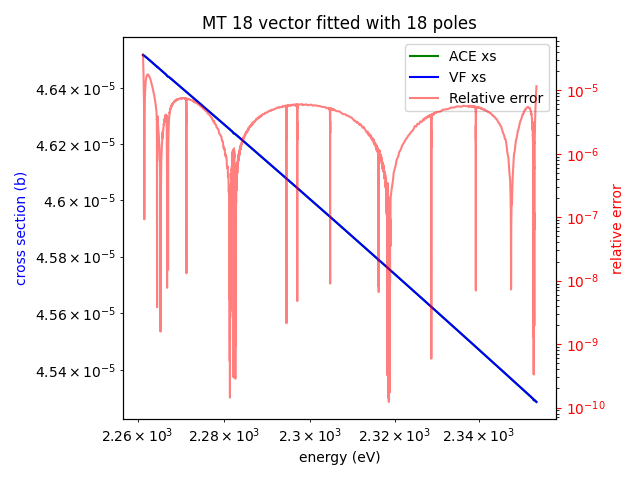 MT 18 vector fitted with 18 poles
ACE xs
VF xs
Relative error
4.64 × 10⁻⁵
4.62 × 10⁻⁵
4.6 × 10⁻⁵
4.58 × 10⁻⁵
4.56 × 10⁻⁵
4.54 × 10⁻⁵
cross section (b)
10⁻⁵
10⁻⁶
10⁻⁷
10⁻⁸
10⁻⁹
10⁻¹⁰
relative error
2.26 × 10³ 2.28 × 10³ 2.3 × 10³ 2.32 × 10³ 2.34 × 10³
energy (eV)